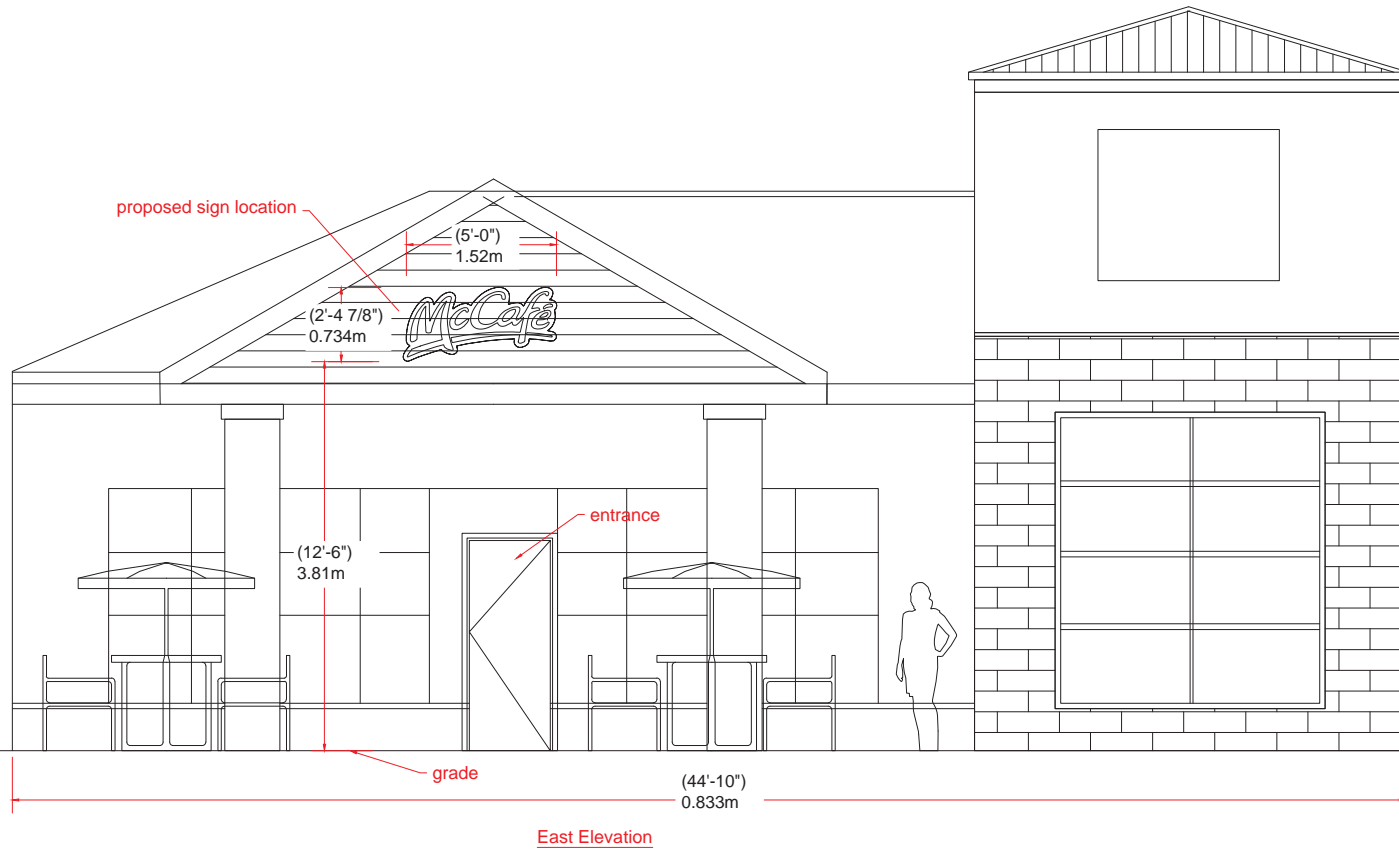 proposed sign location
(5'-0")
1.52m
(2'-4 7/8")
0.734m
McCafé
entrance
(12'-6")
3.81m
grade
(44'-10")
0.833m
East Elevation